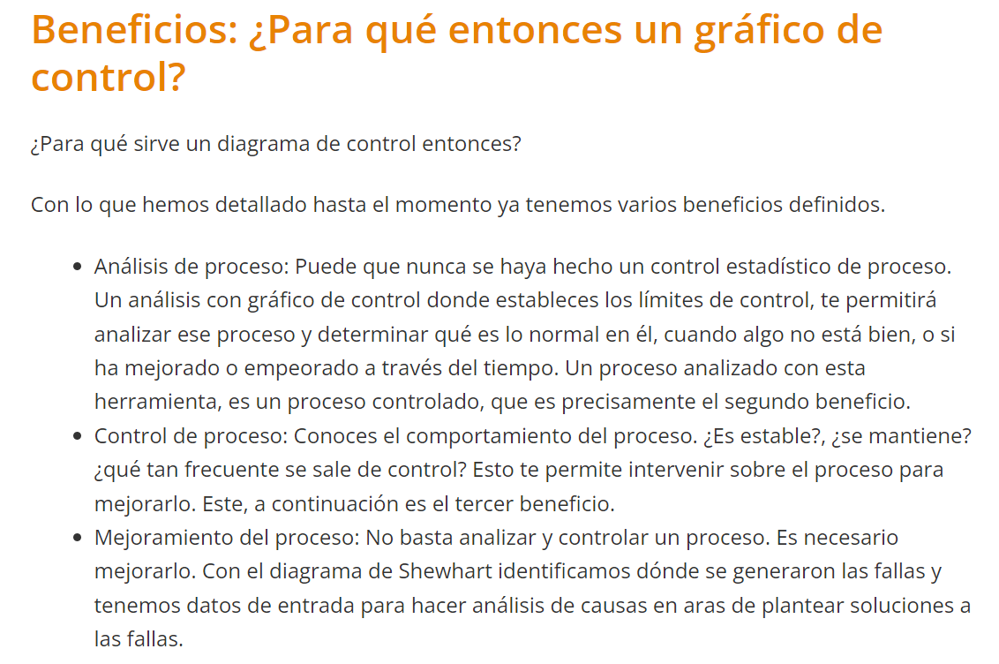 Beneficios: ¿Para qué entonces un gráfico de
control?
¿Para qué sirve un diagrama de control entonces?
Con lo que hemos detallado hasta el momento ya tenemos varios beneficios definidos.
• Análisis de proceso: Puede que nunca se haya hecho un control estadístico de proceso.
Un análisis con gráfico de control donde estableces los límites de control, te permitirá
analizar ese proceso y determinar qué es lo normal en él, cuando algo no está bien, o si
ha mejorado o empeorado a través del tiempo. Un proceso analizado con esta
herramienta, es un proceso controlado, que es precisamente el segundo beneficio.
• Control de proceso: Conoces el comportamiento del proceso. ¿Es estable?, ¿se mantiene?
¿qué tan frecuente se sale de control? Esto te permite intervenir sobre el proceso para
mejorarlo. Este, a continuación es el tercer beneficio.
• Mejoramiento del proceso: No basta analizar y controlar un proceso. Es necesario
mejorarlo. Con el diagrama de Shewhart identificamos dónde se generaron las fallas y
tenemos datos de entrada para hacer análisis de causas en aras de plantear soluciones a
las fallas.